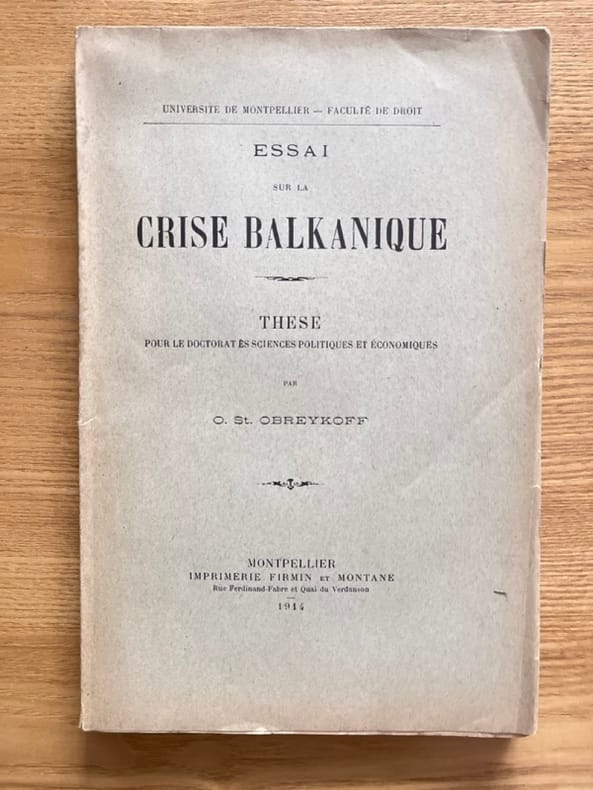 UNIVERSITE DE MONTPELLIER — FACULTÉ DE DROIT
ESSAI
SUR LA
CRISE BALKANIQUE
THESE
POUR LE DOCTORAT ÈS SCIENCES POLITIQUES ET ÉCONOMIQUES
PAR
O. St. OBREYKOFF
MONTPELLIER
IMPRIMERIE FIRMIN ET MONTANE
Rue Ferdinand-Fabre et Quai du Verdanson
1914